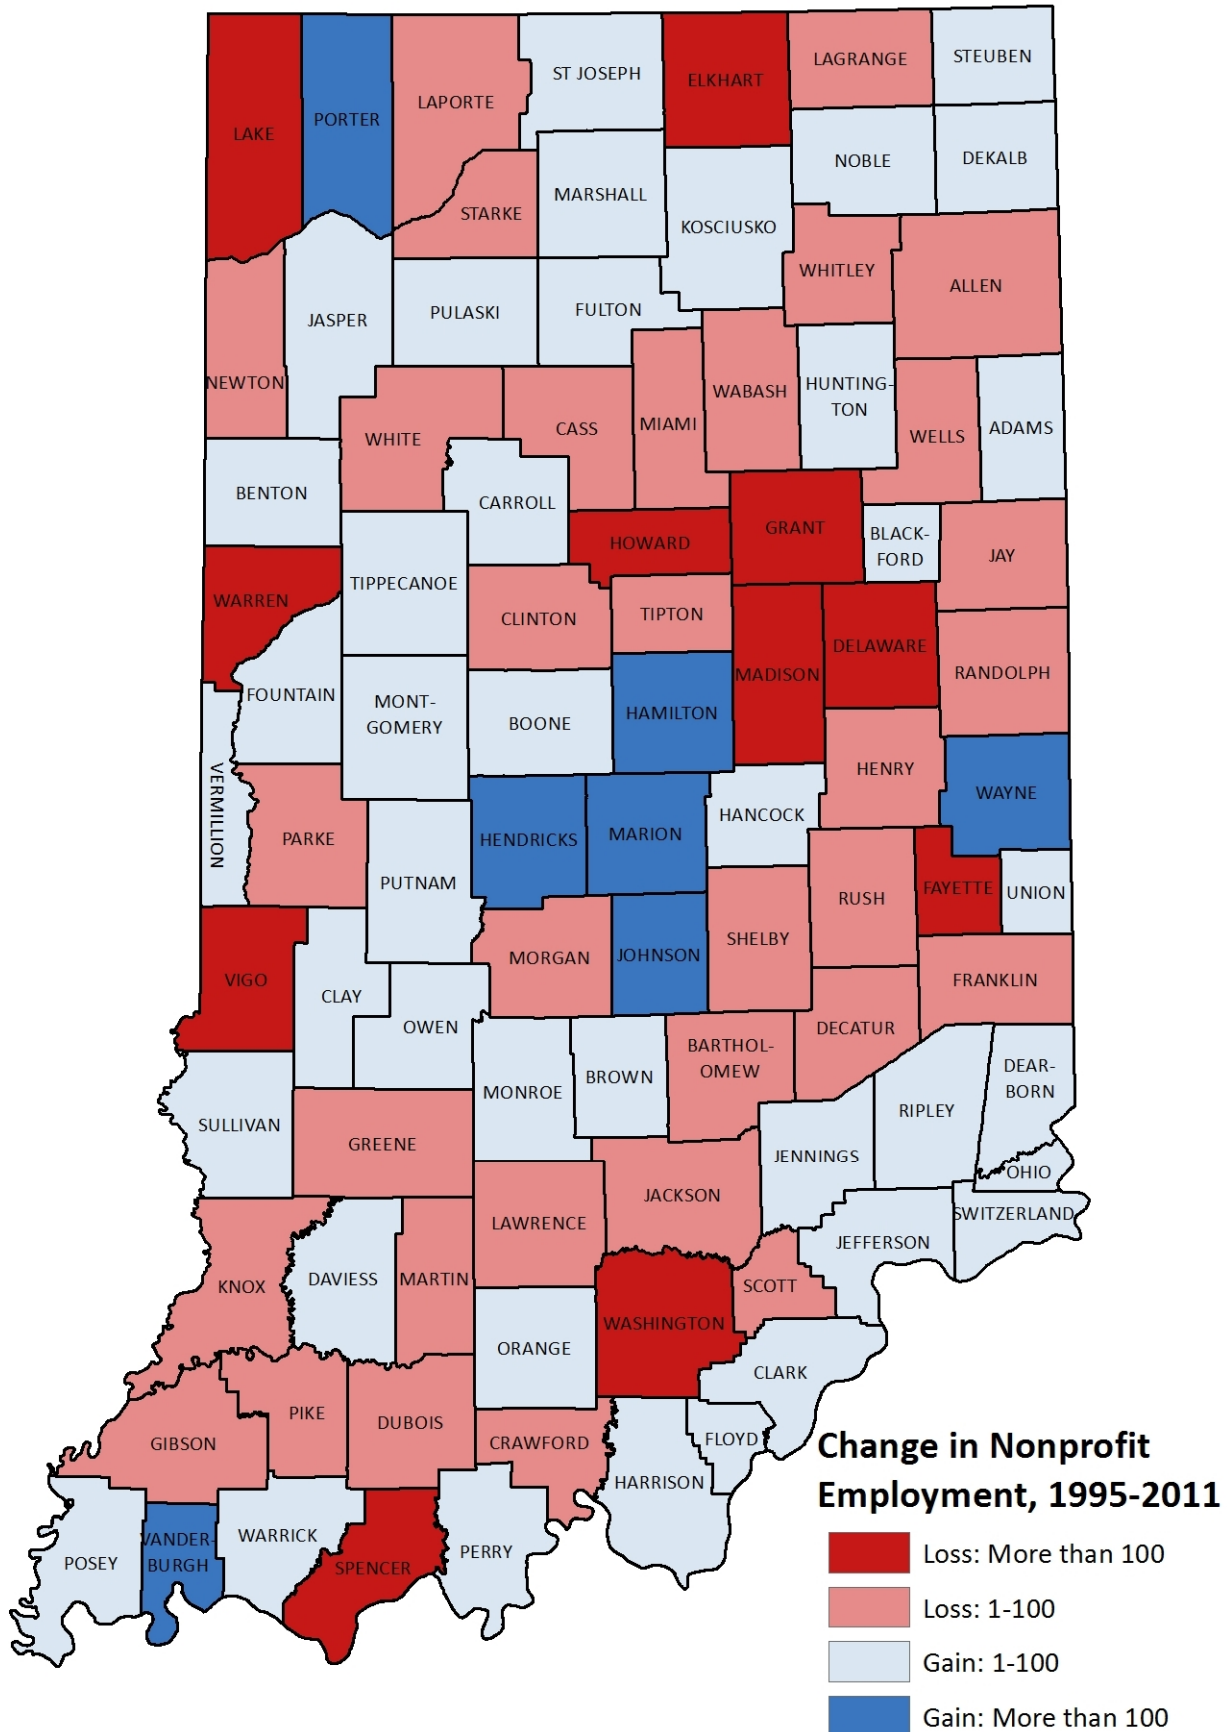 LAKE
PORTER
LAPORTE
ST JOSEPH
ELKHART
LAGRANGE
STEUBEN
NOBLE
DEKALB
STARKE
MARSHALL
KOSCIUSKO
WHITLEY
ALLEN
NEWTON
JASPER
PULASKI
FULTON
WHITE
CASS
MIAMI
WABASH
HUNTING-
TON
WELLS
ADAMS
BENTON
CARROLL
HOWARD
GRANT
BLACK-
FORD
JAY
WARREN
TIPPECANOE
CLINTON
TIPTON
MADISON
DELAWARE
RANDOLPH
FOUNTAIN
MONT-
GOMERY
BOONE
HAMILTON
HENRY
WAYNE
VERMILLION
PARKE
PUTNAM
HENDRICKS
MARION
HANCOCK
SHELBY
RUSH
FAYETTE
UNION
VIGO
CLAY
OWEN
MORGAN
JOHNSON
FRANKLIN
DECATUR
SULLIVAN
GREENE
MONROE
BROWN
BARTHOL-
OMEW
JENNINGS
RIPLEY
DEAR-
BORN
OHIO
SWITZERLAND
KNOX
DAVIESS
MARTIN
LAWRENCE
JACKSON
JEFFERSON
SCOTT
WASHINGTON
ORANGE
CLARK
GIBSON
PIKE
DUBOIS
CRAWFORD
HARRISON
FLOYD
POSEY
VANDER-
BURGH
WARRICK
SPENCER
PERRY
Change in Nonprofit
Employment, 1995-2011
Loss: More than 100
Loss: 1-100
Gain: 1-100
Gain: More than 100